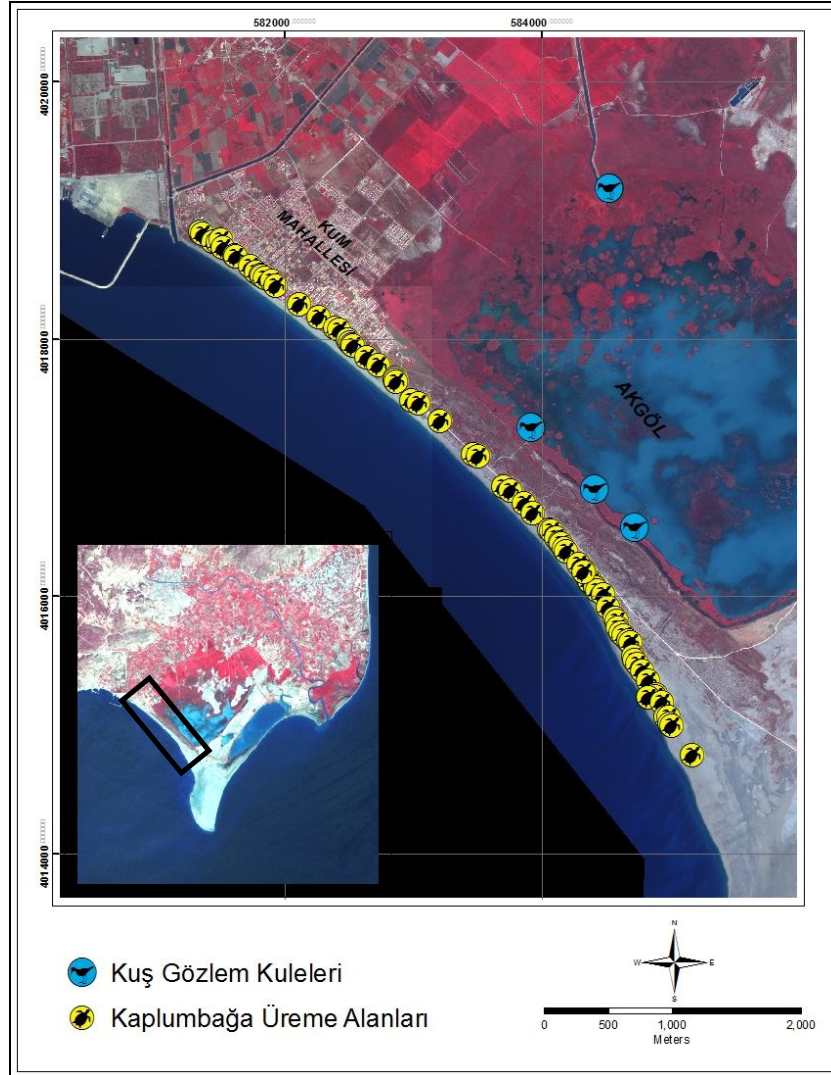 582000
584000
4020000
4018000
4016000
4014000
KUM
MAHALLESİ
AKGÖL
Kuş Gözlem Kuleleri
Kaplumbağa Üreme Alanları
N
W
E
S
0 500 1,000 2,000
Meters